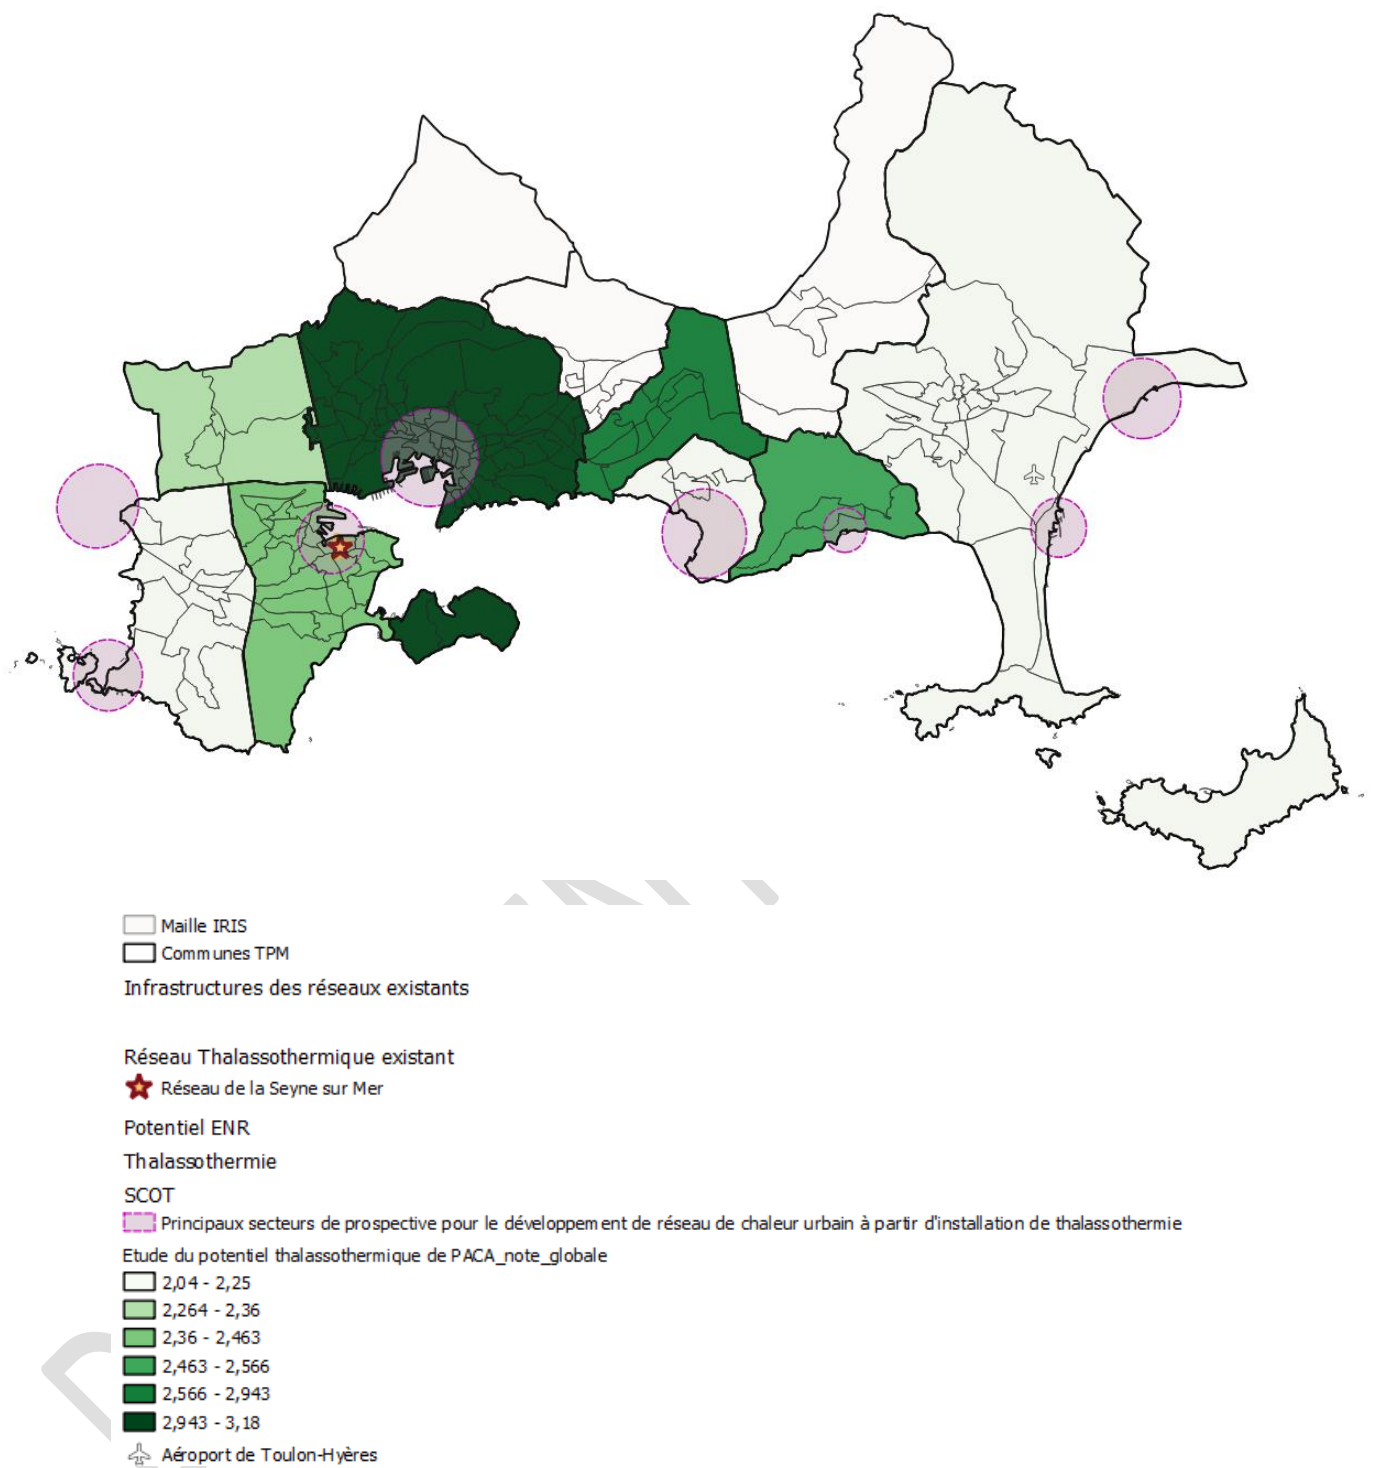 Maille IRIS
Communes TPM
Infrastructures des réseaux existants
Réseau Thalassothermique existant
Réseau de la Seyne sur Mer
Potentiel ENR
Thalassothermie
SCOT
Principaux secteurs de prospective pour le développement de réseau de chaleur urbain à partir d'installation de thalassothermie
Etude du potentiel thalassothermique de PACA_note_globale
2,04 - 2,25
2,264 - 2,36
2,36 - 2,463
2,463 - 2,566
2,566 - 2,943
2,943 - 3,18
Aéroport de Toulon-Hyères